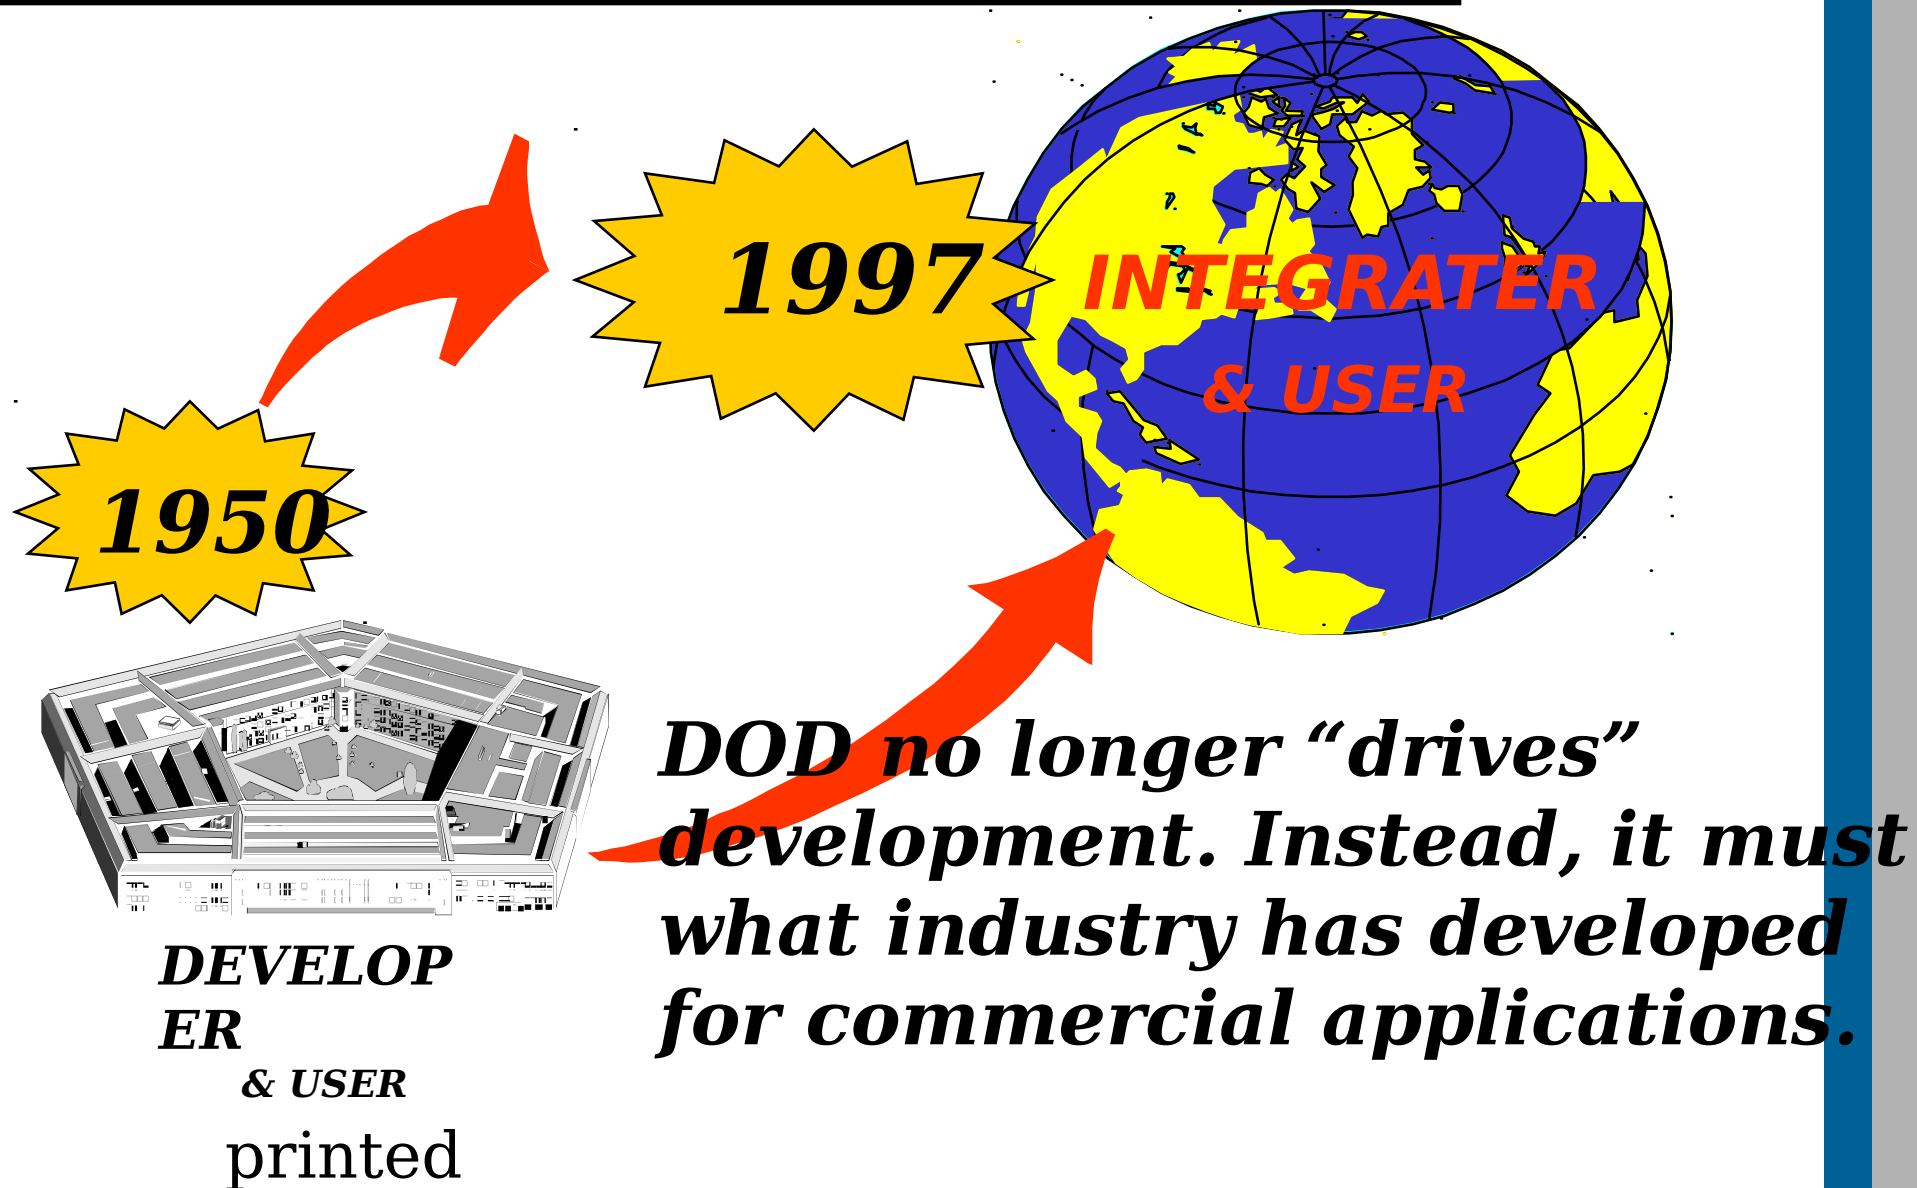 1997
INTEGRATER
& USER
1950
DOD no longer “drives”
development. Instead, it must
what industry has developed
for commercial applications.
DEVELOP
ER
& USER
printed